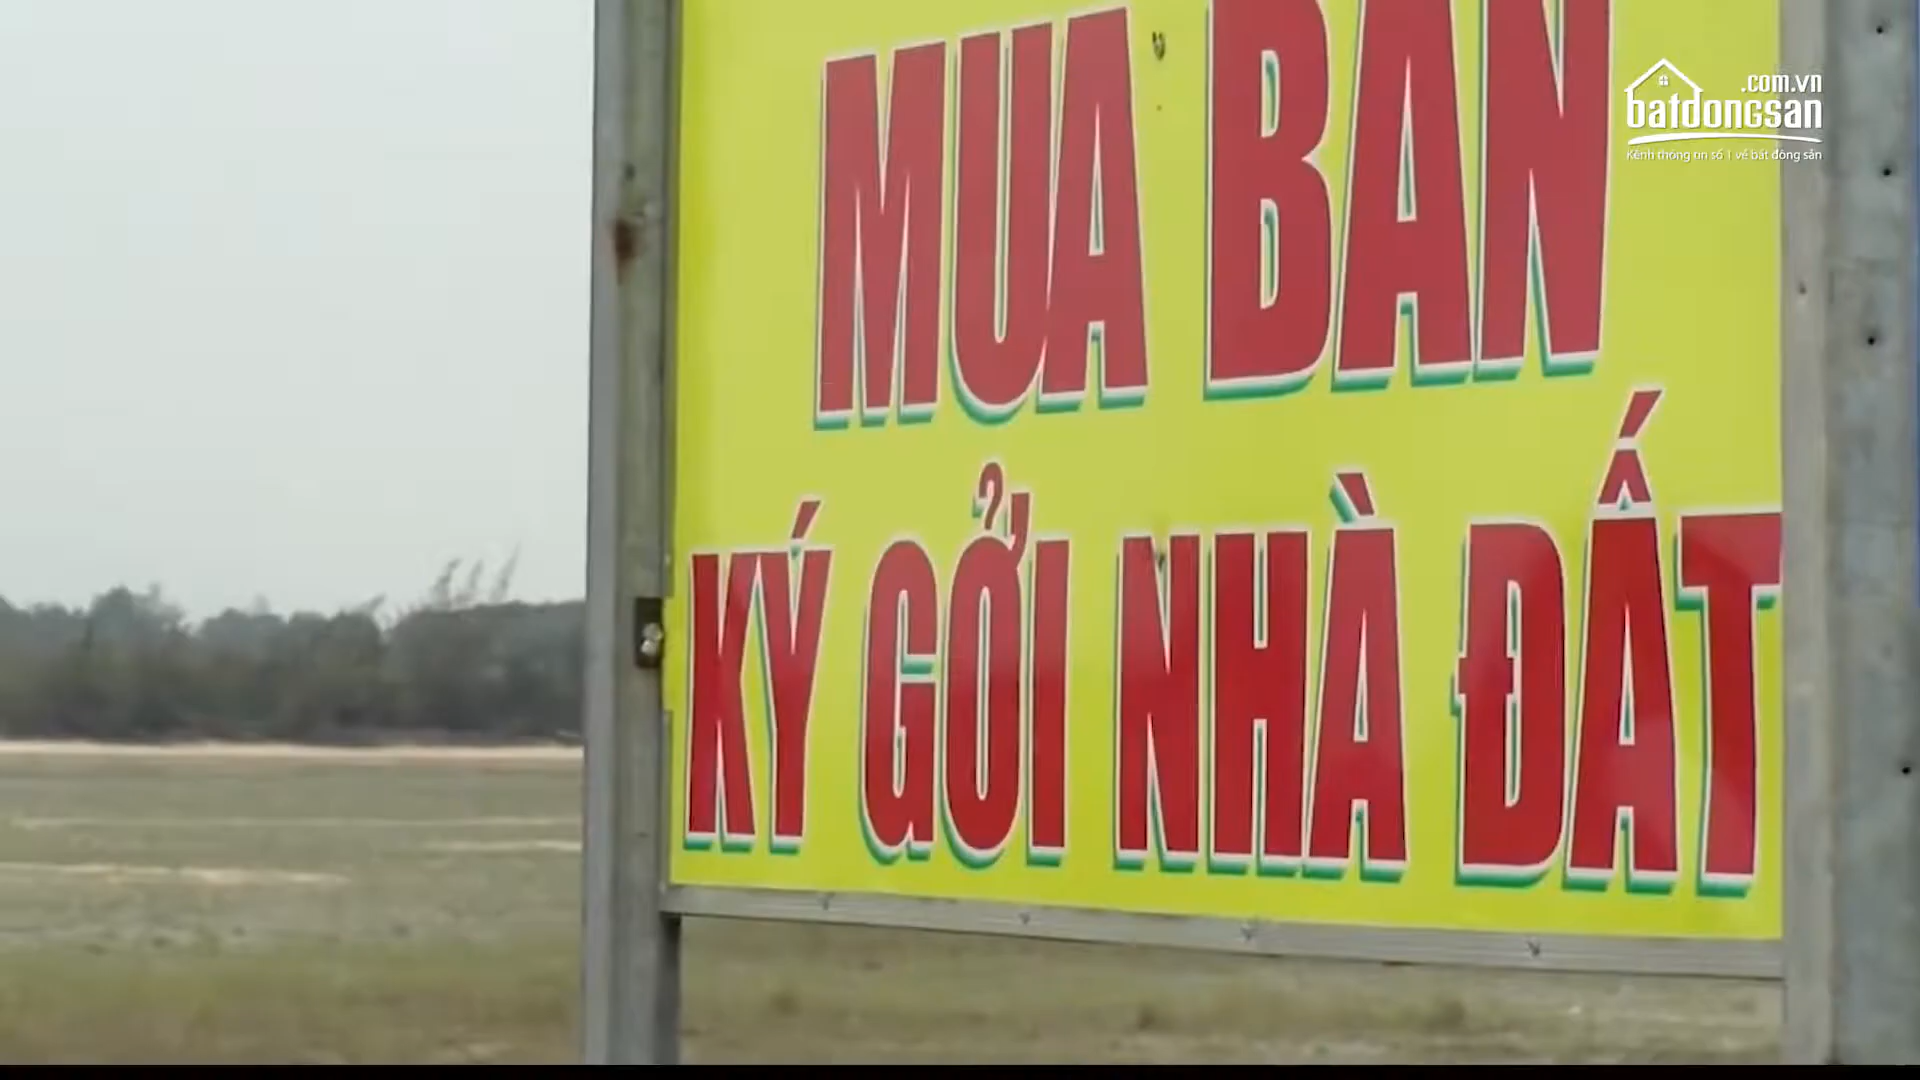 MUA BÁN
KÝ GỞI NHÀ ĐẤT
.com.vn
batdongsan
Kênh thông tin số 1 về bất động sản